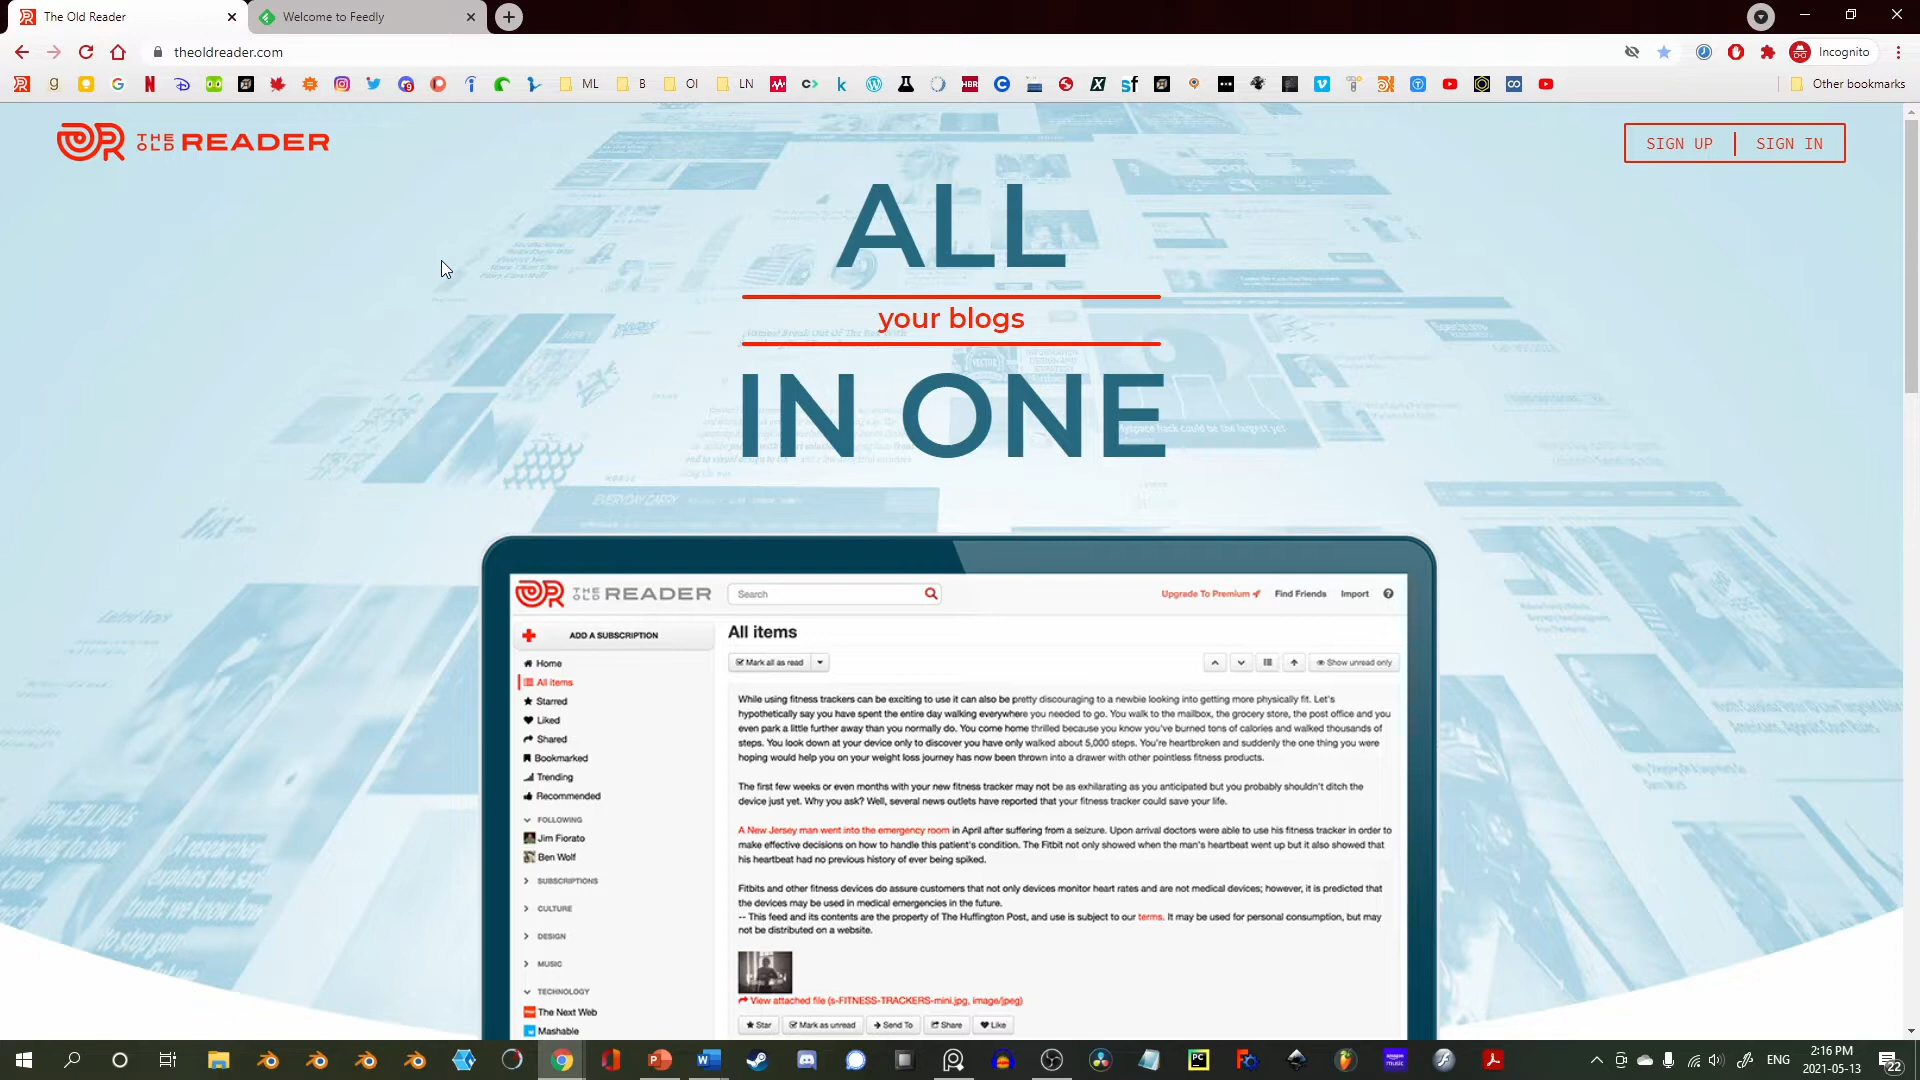 The Old Reader
Welcome to Feedly
theoldreader.com
Incognito
ML
B
OI
LN
Other bookmarks
THE OLD READER
SIGN UP
SIGN IN
ALL
your blogs
IN ONE
THE OLD READER
Search
Upgrade To Premium
Find Friends
Import
ADD A SUBSCRIPTION
All items
Home
Mark all as read
Show unread only
All items
Starred
Liked
Shared
Bookmarked
Trending
Recommended
FOLLOWING
Jim Fiorato
Ben Wolf
SUBSCRIPTIONS
CULTURE
DESIGN
MUSIC
TECHNOLOGY
The Next Web
Mashable
While using fitness trackers can be exciting to use it can also be pretty discouraging to a newbie looking into getting more physically fit. Let's
hypothetically say you have spent the entire day walking everywhere you needed to go. You walk to the mailbox, the grocery store, the post office and you
even park a little further away than you normally do. You come home thrilled because you know you've burned tons of calories and walked thousands of
steps. You look down at your device only to discover you have only walked about 5,000 steps. You're heartbroken and suddenly the one thing you were
hoping would help you on your weight loss journey has now been thrown into a drawer with other pointless fitness products.
The first few weeks or even months with your new fitness tracker may not be as exhilarating as you anticipated but you probably shouldn't ditch the
device just yet. Why you ask? Well, several news outlets have reported that your fitness tracker could save your life.
A New Jersey man went into the emergency room in April after suffering from a seizure. Upon arrival doctors were able to use his fitness tracker in order to
make effective decisions on how to handle this patient's condition. The Fitbit not only showed when the man's heartbeat went up but it also showed that
his heartbeat had no previous history of ever being spiked.
Fitbits and other fitness devices do assure customers that not only devices monitor heart rates and are not medical devices; however, it is predicted that
the devices may be used in medical emergencies in the future.
-- This feed and its contents are the property of The Huffington Post, and use is subject to our terms. It may be used for personal consumption, but may
not be distributed on a website.
View attached file (s-FITNESS-TRACKERS-mini.jpg, image/jpeg)
Star
Mark as unread
Send To
Share
Like
ENG
2:16 PM
2021-05-13
22